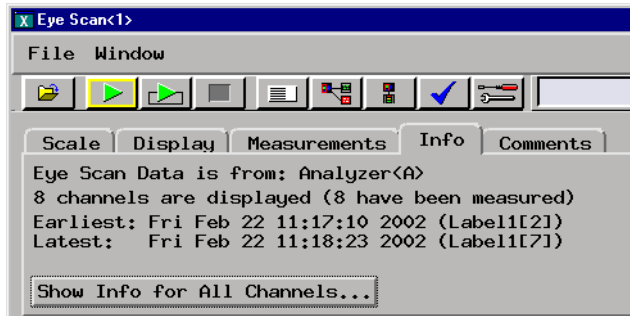 Eye Scan<1>
File Window
Scale Display Measurements Info Comments
Eye Scan Data is from: Analyzer<A>
8 channels are displayed (8 have been measured)
Earliest: Fri Feb 22 11:17:10 2002 (Label1[2])
Latest: Fri Feb 22 11:18:23 2002 (Label1[7])
Show Info for All Channels...